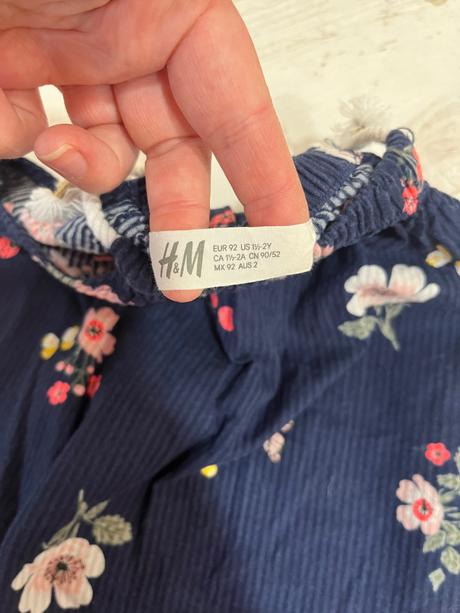 H&M
EUR 92 US 1½-2Y
CA 1½-2A CN 90/52
MX 92 AUS 2